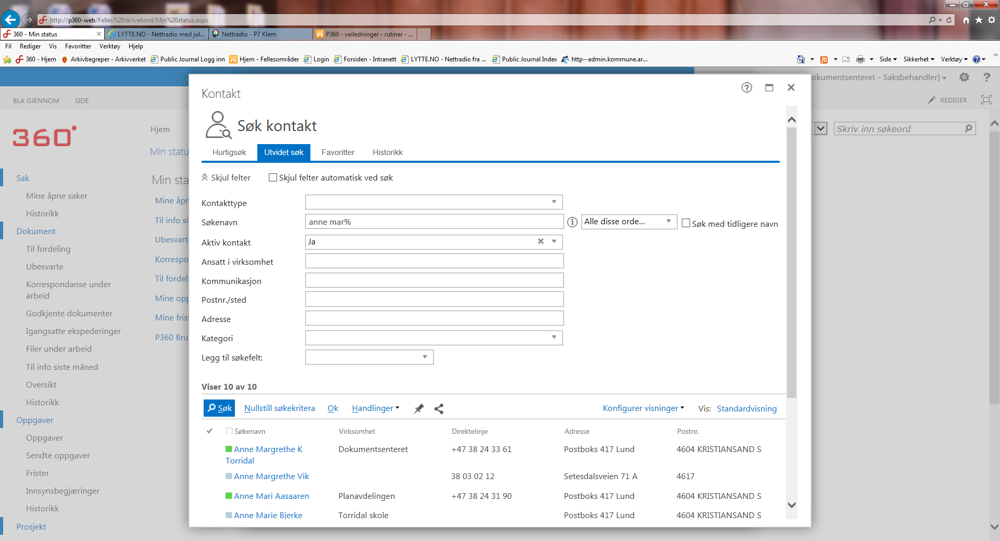 http://p360-web/Felles%20skrivebord/Min%20status.aspx
360 - Min status
LYTTE.NO - Nettradio med jul...
Nettradio - P7 Klem
P360 - veiledninger - rutiner - ...
Fil Rediger Vis Favoritter Verktøy Hjelp
360 - Hjem Arkivbegreper - Arkivverket Public Journal Logg inn Hjem - Fellesområder Login Forsiden - Intranett LYTTE.NO - Nettradio fra ... Public Journal Index http--admin.kommune.ar...
Side Sikkerhet Verktøy
okumentsenteret - Saksbehandler)
BLA GJENNOM SIDE
REDIGER
360°
Hjem
Skriv inn søkeord
Min statu
Min sta
Sak
Mine åpne saker
Historikk
Dokument
Til fordeling
Ubesvarte
Korrespondanse under
arbeid
Godkjente dokumenter
Igangsatte ekspederinger
Filer under arbeid
Til info siste måned
Oversikt
Historikk
Oppgaver
Oppgaver
Sendte oppgaver
Frister
Innsynsbegjæringer
Historikk
Prosjekt
Mine åpr
Til info si
Ubesvart
Korrespo
Til fordel
Mine opp
Mine frist
P360 Bru
Kontakt
Søk kontakt
Hurtigsøk Utvidet søk Favoritter Historikk
Skjul felter Skjul felter automatisk ved søk
Kontakttype
Søkenavn anne mar% Alle disse orde... Søk med tidligere navn
Aktiv kontakt Ja
Ansatt i virksomhet
Kommunikasjon
Postnr./sted
Adresse
Kategori
Legg til søkefelt:
Viser 10 av 10
Søk Nullstill søkekritera Ok Handlinger Konfigurer visninger Vis: Standardvisning
Søkenavn Virksomhet Direktelinje Adresse Postnr.
Anne Margrethe K Dokumentsenteret +47 38 24 33 61 Postboks 417 Lund 4604 KRISTIANSAND S
Torridal
Anne Margrethe Vik 38 03 02 12 Setesdalsveien 71 A 4617
Anne Mari Aasaaren Planavdelingen +47 38 24 31 90 Postboks 417 Lund 4604 KRISTIANSAND S
Anne Marie Bjerke Torridal skole Postboks 417 Lund 4604 KRISTIANSAND S